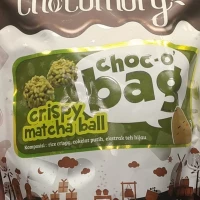 chocomory
choc-o'
bag
crispy
matcha ball
Komposisi : rice crispy, cokelat putih, ekstrak teh hijau